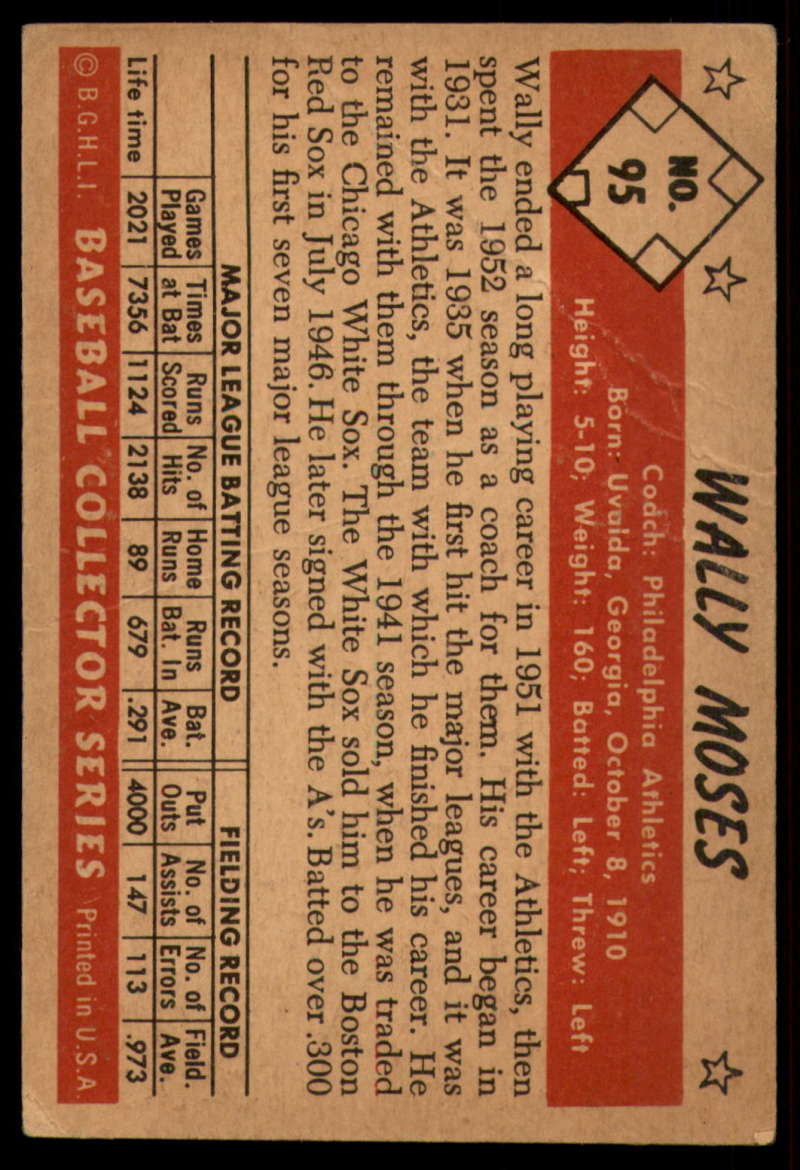 NO.
95
WALLY MOSES
Coach: Philadelphia Athletics
Born: Uvalda, Georgia, October 8, 1910
Height: 5-10; Weight: 160; Batted: Left; Threw: Left
Wally ended a long playing career in 1951 with the Athletics, then
spent the 1952 season as a coach for them. His career began in
1931. It was 1935 when he first hit the major leagues, and it was
with the Athletics, the team with which he finished his career. He
remained with them through the 1941 season, when he was traded
to the Chicago White Sox. The White Sox sold him to the Boston
Red Sox in July 1946. He later signed with the A's. Batted over .300
for his first seven major league seasons.
MAJOR LEAGUE BATTING RECORD FIELDING RECORD
Games Times Runs No. of Home Runs Bat. Put No. of No. of Field.
Played at Bat Scored Hits Runs Bat. In Ave. Outs Assists Errors Ave.
Life time 2021 7356 1124 2138 89 679 .291 4000 147 113 .973
© B.G.H.L.I. BASEBALL COLLECTOR SERIES Printed in U.S.A.